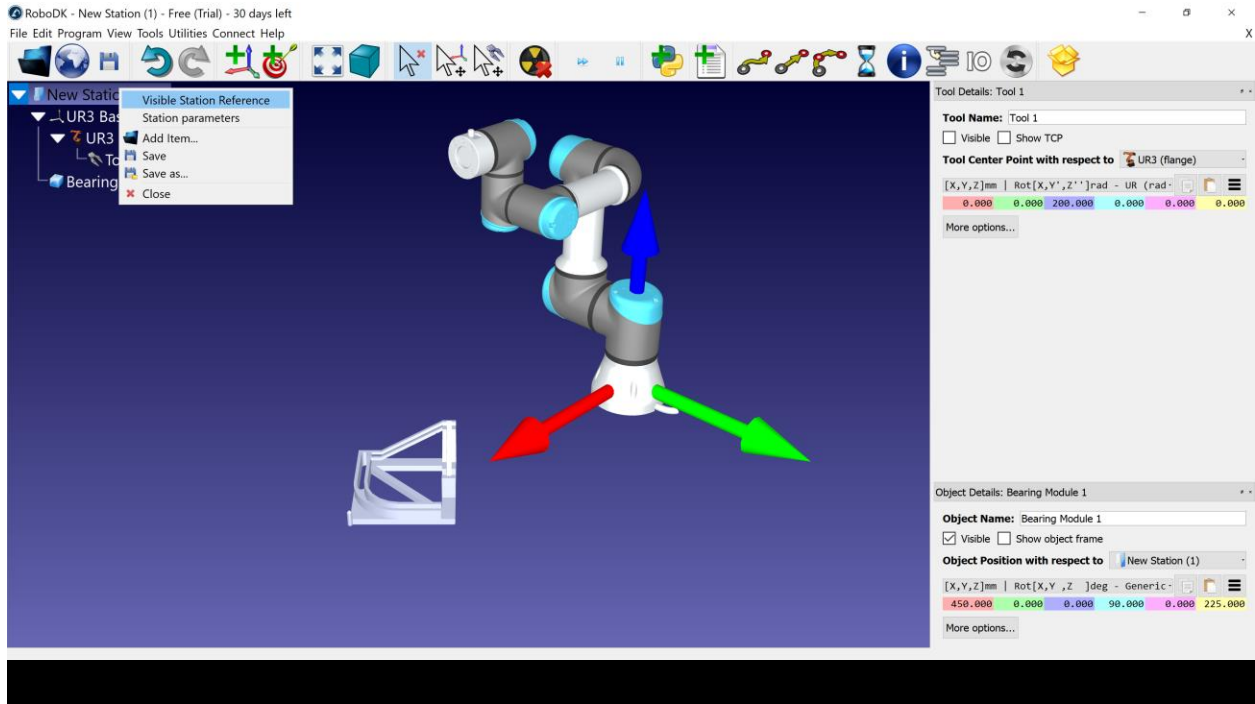 RoboDK - New Station (1) - Free (Trial) - 30 days left
File Edit Program View Tools Utilities Connect Help
X
New Static
Visible Station Reference
Station parameters
Add Item...
Save
Save as...
Close
UR3 Bas
UR3
To
Bearing
Tool Details: Tool 1
Tool Name: Tool 1
Visible Show TCP
Tool Center Point with respect to UR3 (flange)
[X,Y,Z]mm | Rot[X,Y',Z'']rad - UR (rad
0.000 0.000 200.000 0.000 0.000 0.000
More options...
Object Details: Bearing Module 1
Object Name: Bearing Module 1
Visible Show object frame
Object Position with respect to New Station (1)
[X,Y,Z]mm | Rot[X,Y ,Z ]deg - Generic
450.000 0.000 0.000 90.000 0.000 225.000
More options...